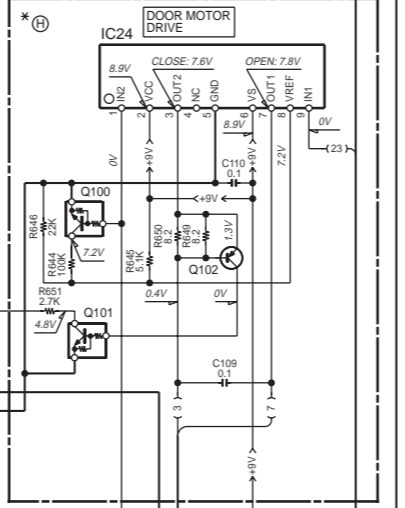 * H
DOOR MOTOR
DRIVE
IC24
8.9V
CLOSE: 7.6V
OPEN: 7.8V
IN2
VCC
OUT2
NC
GND
VS
OUT1
VREF
IN1
1
2
3
4
5
6
7
8
9
0V
+9V
8.9V
+9V
7.2V
0V
23
C110
0.1
+9V
Q100
R646
22K
R644
100K
7.2V
R645
5.1K
R650
8.2
R649
8.2
1.3V
Q102
R651
2.7K
4.8V
Q101
0.4V
0V
C109
0.1
3
7
+9V